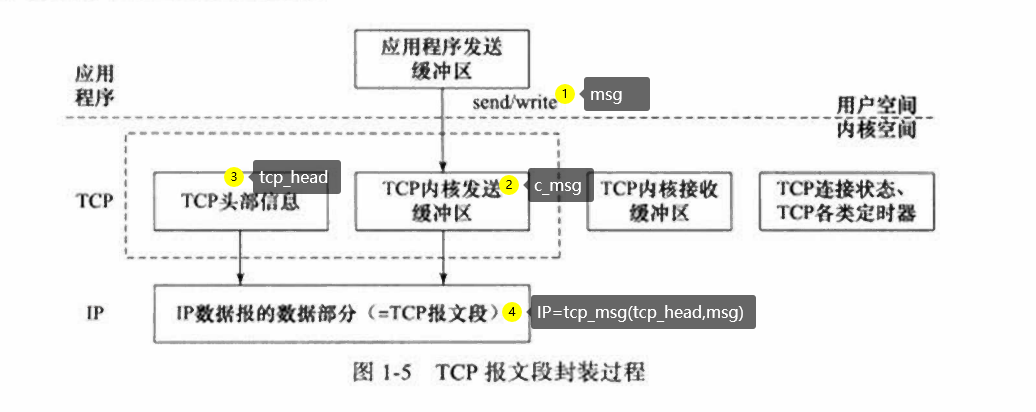 应用程序发送
缓冲区
应用
程序
send/write
1
msg
用户空间
内核空间
3
tcp_head
TCP
TCP头部信息
TCP内核发送
缓冲区
2
c_msg
TCP内核接收
缓冲区
TCP连接状态、
TCP各类定时器
IP
IP数据报的数据部分（=TCP报文段）
4
IP=tcp_msg(tcp_head,msg)
图 1-5 TCP 报文段封装过程